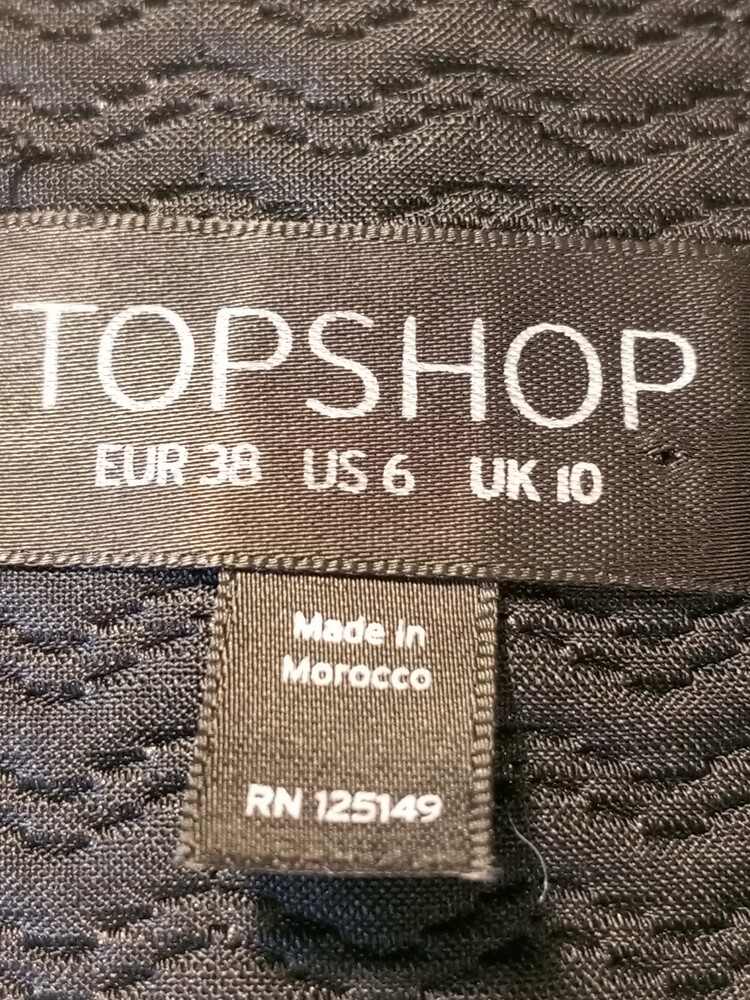 TOPSHOP
EUR 38 US 6 UK 10
Made in
Morocco
RN 125149